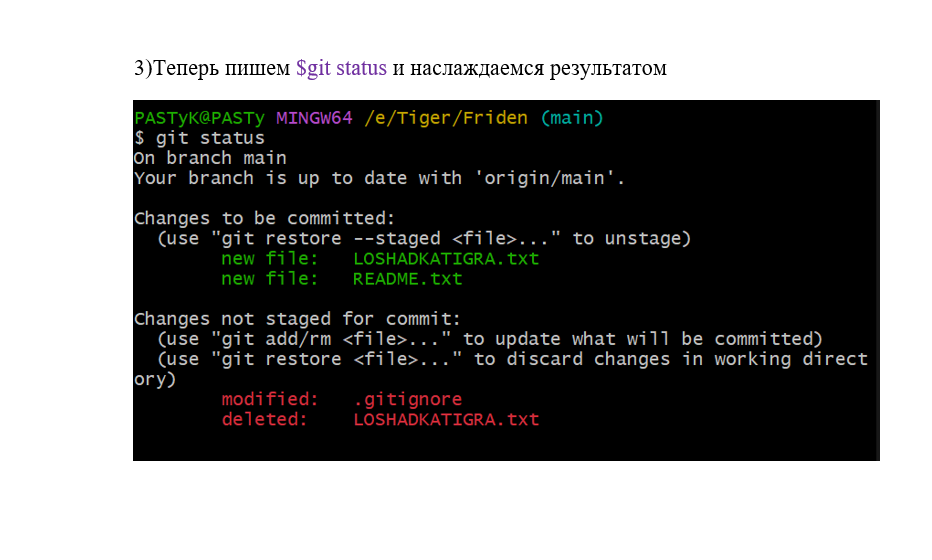 3)Теперь пишем $git status и наслаждаемся результатом
PASTyK@PASTy MINGW64 /e/Tiger/Friden (main)
$ git status
On branch main
Your branch is up to date with 'origin/main'.
Changes to be committed:
(use "git restore --staged <file>..." to unstage)
new file: LOSHADKATIGRA.txt
new file: README.txt
Changes not staged for commit:
(use "git add/rm <file>..." to update what will be committed)
(use "git restore <file>..." to discard changes in working direct
ory)
modified: .gitignore
deleted: LOSHADKATIGRA.txt